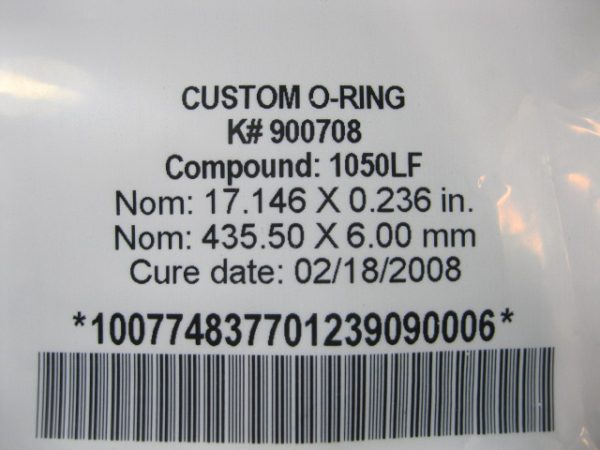 CUSTOM O-RING
K# 900708
Compound: 1050LF
Nom: 17.146 X 0.236 in.
Nom: 435.50 X 6.00 mm
Cure date: 02/18/2008
*100774837701239090006*